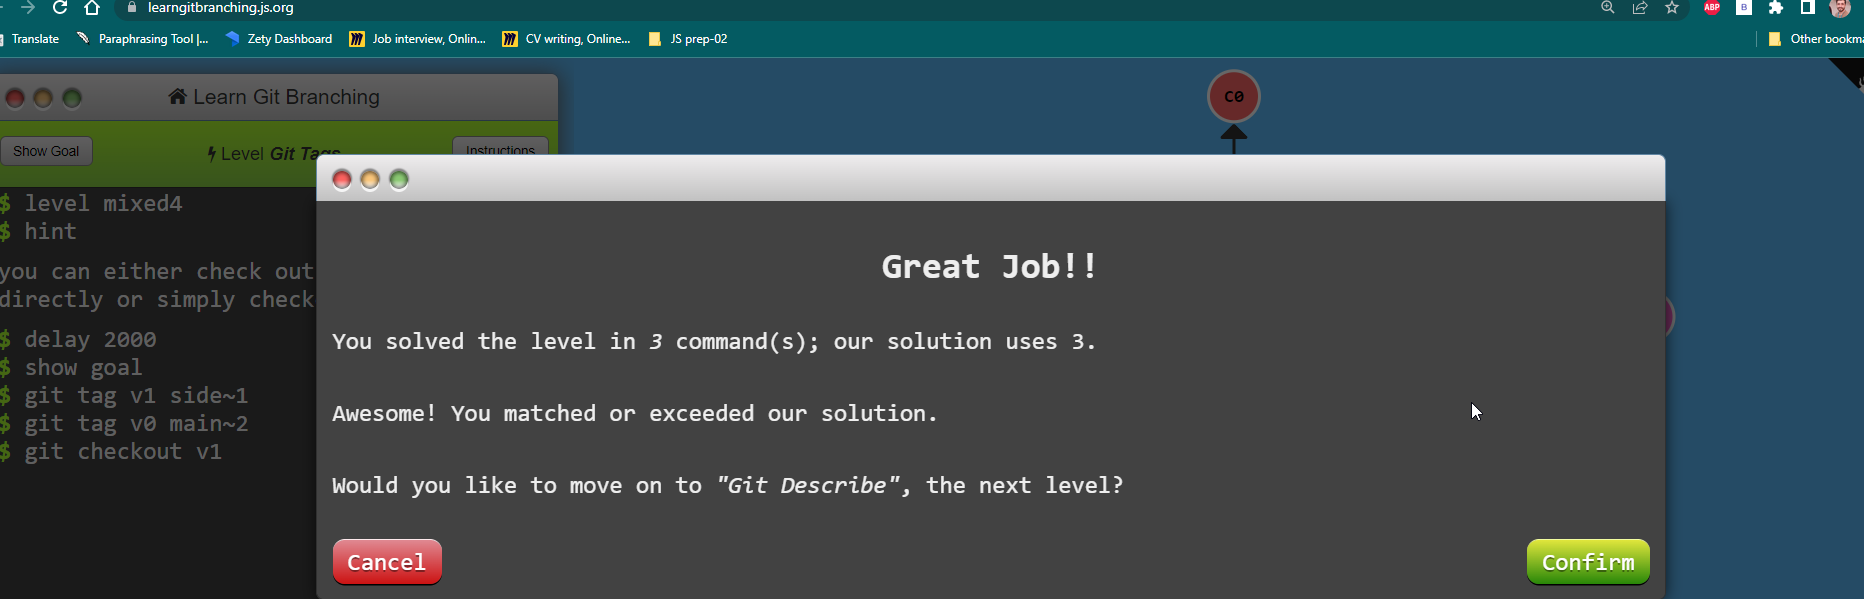 learngitbranching.js.org
Translate Paraphrasing Tool |... Zety Dashboard Job interview, Onlin... CV writing, Online... JS prep-02 Other bookma
ABP B
C0
Learn Git Branching
Show Goal Level Git Tags Instructions
$ level mixed4
$ hint
you can either check out
directly or simply check
$ delay 2000
$ show goal
$ git tag v1 side~1
$ git tag v0 main~2
$ git checkout v1
Great Job!!
You solved the level in 3 command(s); our solution uses 3.
Awesome! You matched or exceeded our solution.
Would you like to move on to "Git Describe", the next level?
Cancel Confirm